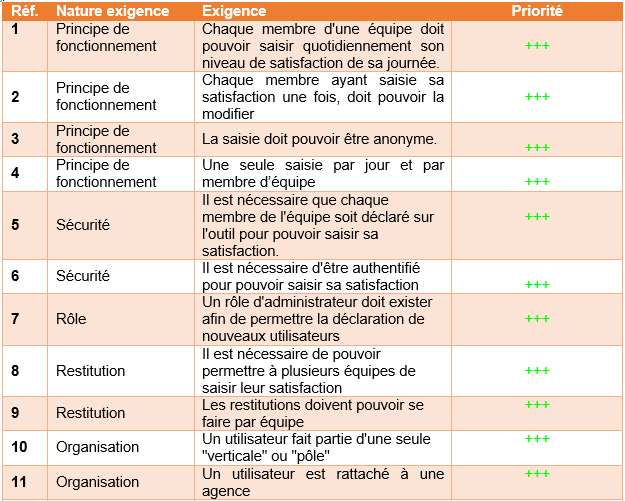 Réf. Nature exigence Exigence Priorité
1 Principe de fonctionnement Chaque membre d'une équipe doit
pouvoir saisir quotidiennement son
niveau de satisfaction de sa journée. +++
2 Principe de fonctionnement Chaque membre ayant saisie sa
satisfaction une fois, doit pouvoir la
modifier +++
3 Principe de fonctionnement La saisie doit pouvoir être anonyme. +++
4 Principe de fonctionnement Une seule saisie par jour et par
membre d'équipe +++
5 Sécurité Il est nécessaire que chaque
membre de l'équipe soit déclaré sur
l'outil pour pouvoir saisir sa
satisfaction. +++
6 Sécurité Il est nécessaire d'être authentifié
pour pouvoir saisir sa satisfaction +++
7 Rôle Un rôle d'administrateur doit exister
afin de permettre la déclaration de
nouveaux utilisateurs +++
8 Restitution Il est nécessaire de pouvoir
permettre à plusieurs équipes de
saisir leur satisfaction +++
9 Restitution Les restitutions doivent pouvoir se
faire par équipe +++
10 Organisation Un utilisateur fait partie d'une seule
"verticale" ou "pôle" +++
11 Organisation Un utilisateur est rattaché à une
agence +++